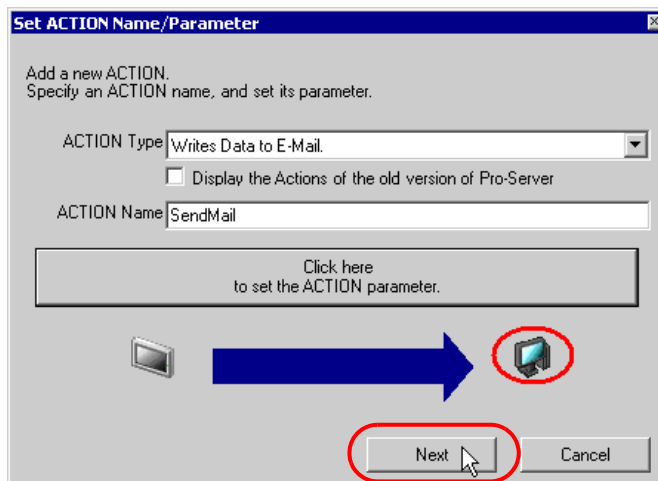 Set ACTION Name/Parameter
Add a new ACTION.
Specify an ACTION name, and set its parameter.
ACTION Type Writes Data to E-Mail.
Display the Actions of the old version of Pro-Server
ACTION Name SendMail
Click here
to set the ACTION parameter.
Next Cancel